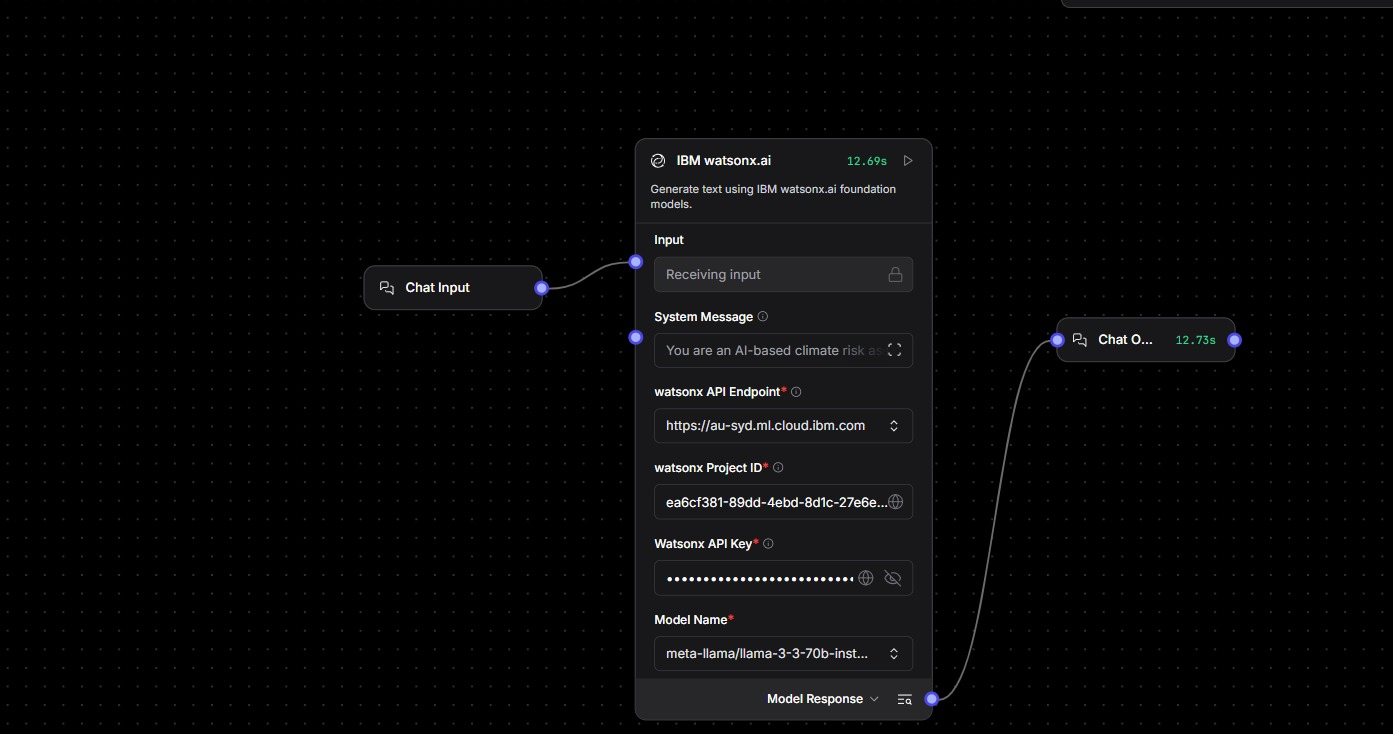 IBM watsonx.ai 12.69s
Generate text using IBM watsonx.ai foundation
models.
Input
Receiving input
System Message
You are an AI-based climate risk as
watsonx API Endpoint*
https://au-syd.ml.cloud.ibm.com
watsonx Project ID*
ea6cf381-89dd-4ebd-8d1c-27e6e...
Watsonx API Key*
••••••••••••••••••••••••••
Model Name*
meta-llama/llama-3-3-70b-inst...
Model Response
Chat Input
Chat O... 12.73s